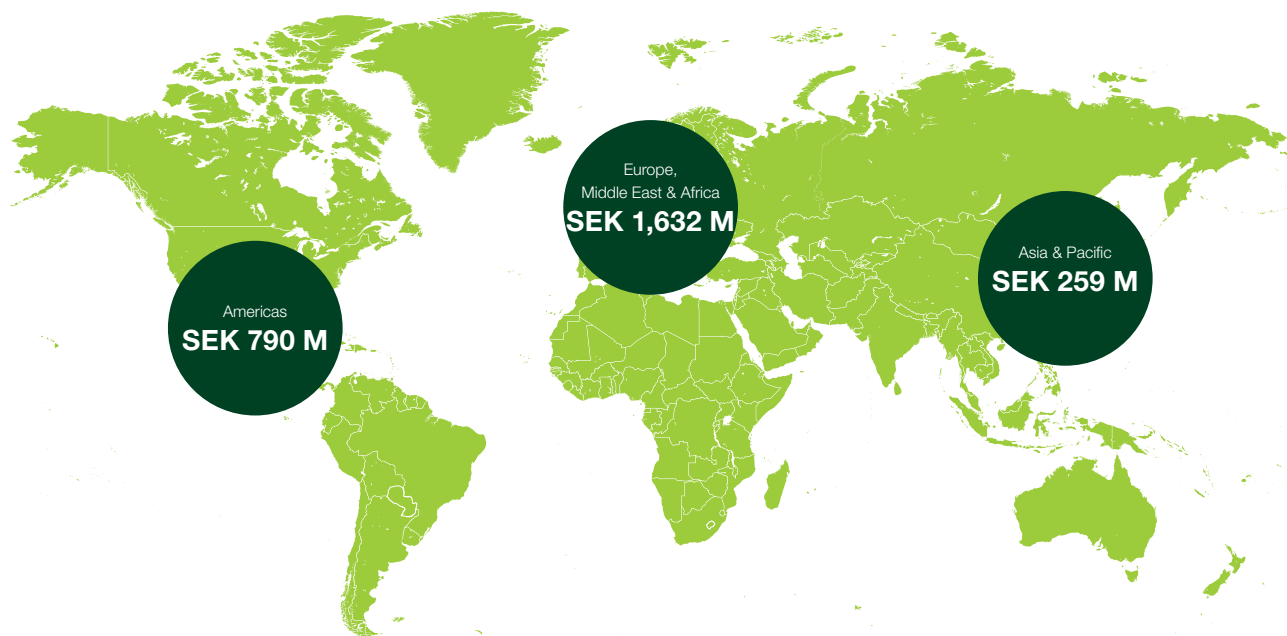 Europe,
Middle East & Africa
SEK 1,632 M
Asia & Pacific
SEK 259 M
Americas
SEK 790 M